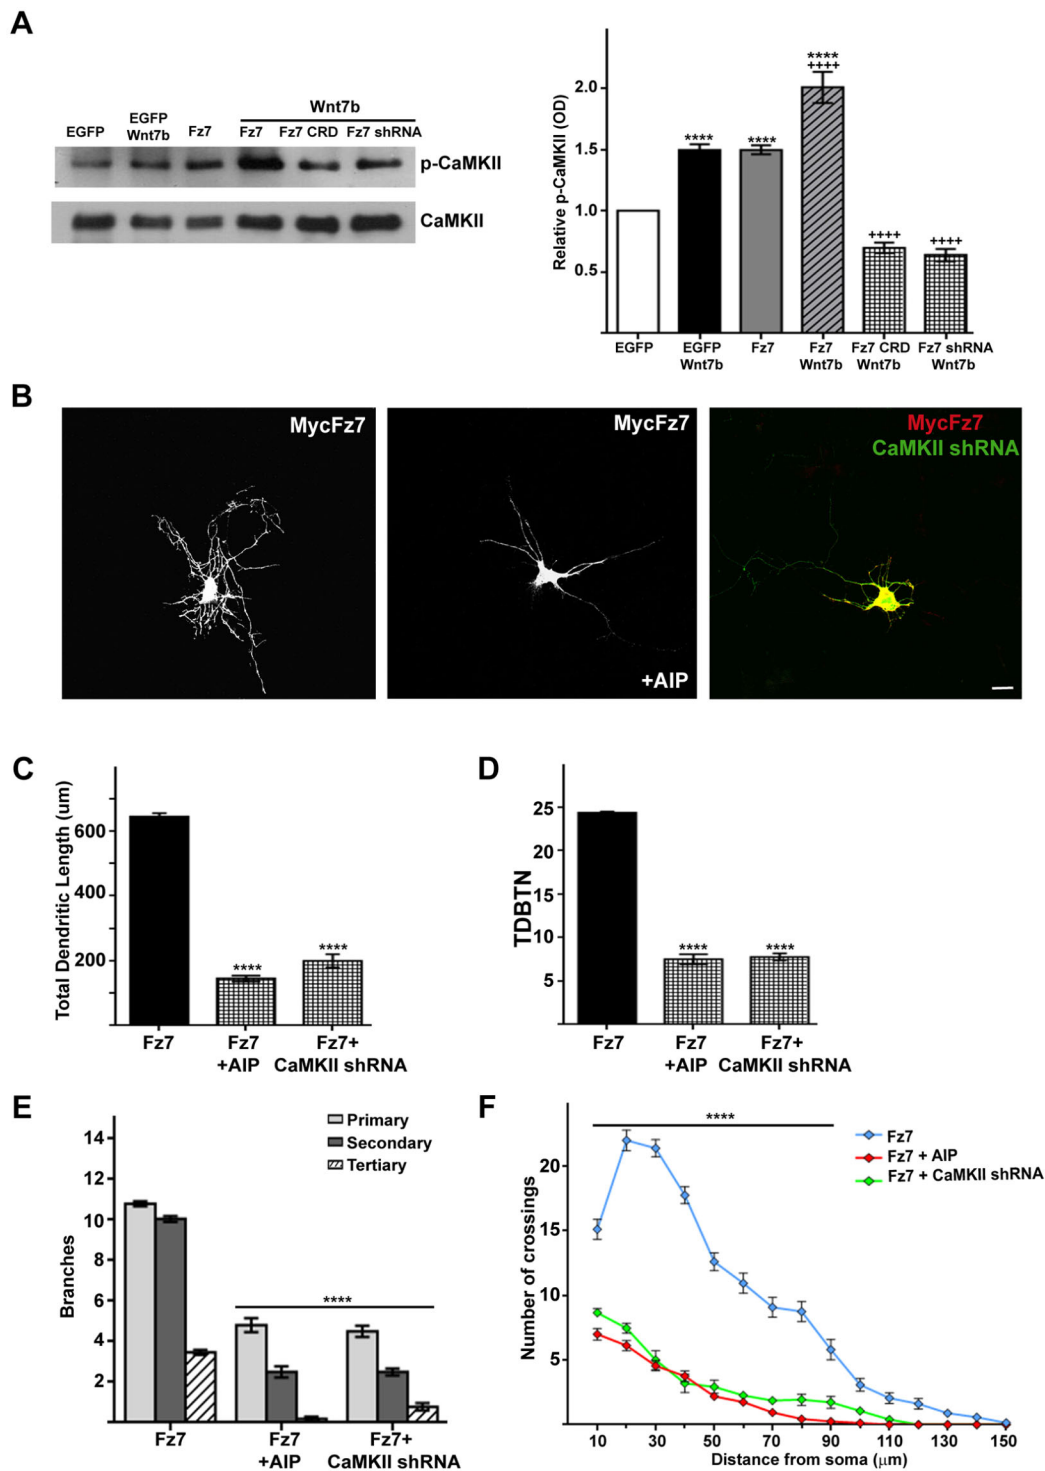 A
Wnt7b
EGFP
EGFP
Wnt7b
Fz7
Fz7
Fz7 CRD
Fz7 shRNA
p-CaMKII
CaMKII
Relative p-CaMKII (OD)
2.0
1.5
1.0
0.5
****
****
****
++++
++++
++++
EGFP
EGFP
Wnt7b
Fz7
Fz7
Wnt7b
Fz7 CRD
Wnt7b
Fz7 shRNA
Wnt7b
B
MycFz7
MycFz7
+AIP
MycFz7
CaMKII shRNA
C
Total Dendritic Length (um)
600
400
200
****
****
Fz7
Fz7
+AIP
Fz7+
CaMKII shRNA
D
TDBTN
25
20
15
10
5
****
****
Fz7
Fz7
+AIP
Fz7+
CaMKII shRNA
E
Branches
14
12
10
8
6
4
2
Primary
Secondary
Tertiary
****
Fz7
Fz7
+AIP
Fz7+
CaMKII shRNA
F
Number of crossings
20
15
10
5
****
Fz7
Fz7 + AIP
Fz7 + CaMKII shRNA
10
30
50
70
90
110
130
150
Distance from soma (μm)